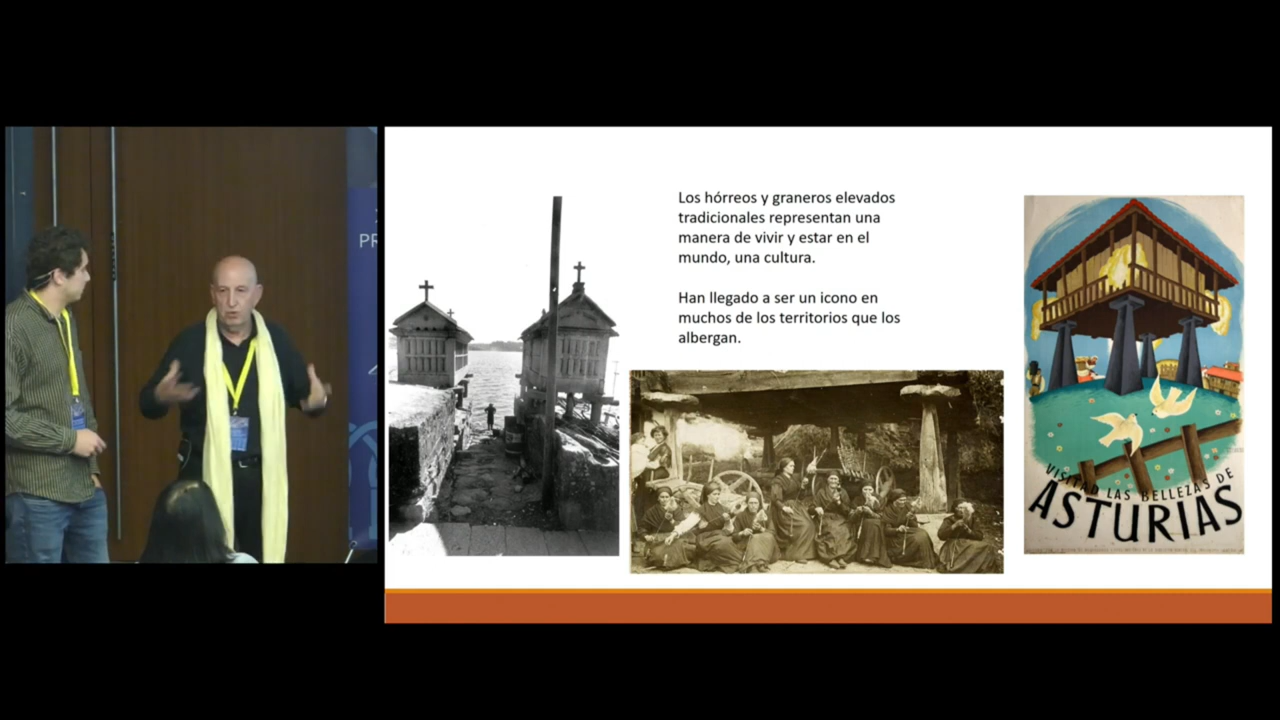 PR
Los hórreos y graneros elevados
tradicionales representan una
manera de vivir y estar en el
mundo, una cultura.
Han llegado a ser un icono en
muchos de los territorios que los
albergan.
VISITAD LAS BELLEZAS DE
ASTURIAS